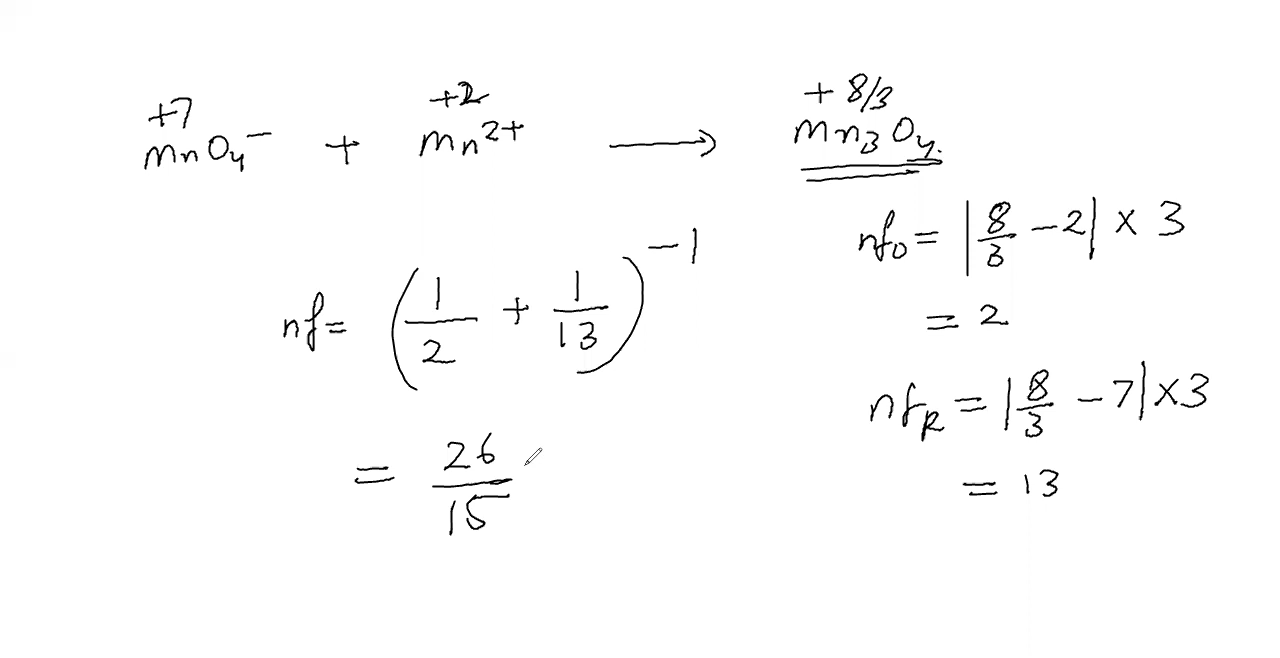 +7 +2 +8/3
MnO4⁻ + Mn²⁺ → Mn3O4.
nf₀ = |8/3 - 2| × 3
= 2
nf = (1/2 + 1/13)⁻¹
nf_R = |8/3 - 7| × 3
= 13
= 26/15